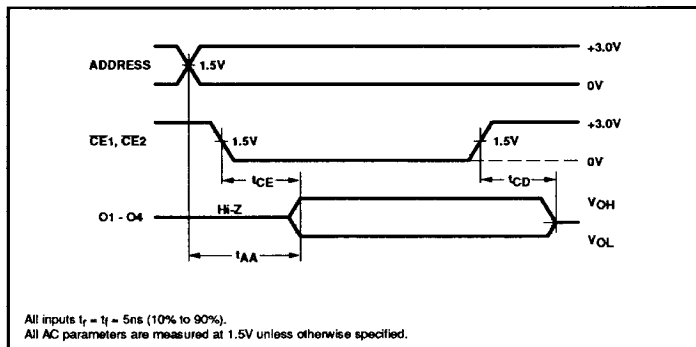 ADDRESS
1.5V
+3.0V
0V
CE1, CE2
1.5V
1.5V
+3.0V
0V
tCE
tCD
O1 - O4
Hi-Z
VOH
VOL
tAA
All inputs tr = tf = 5ns (10% to 90%).
All AC parameters are measured at 1.5V unless otherwise specified.